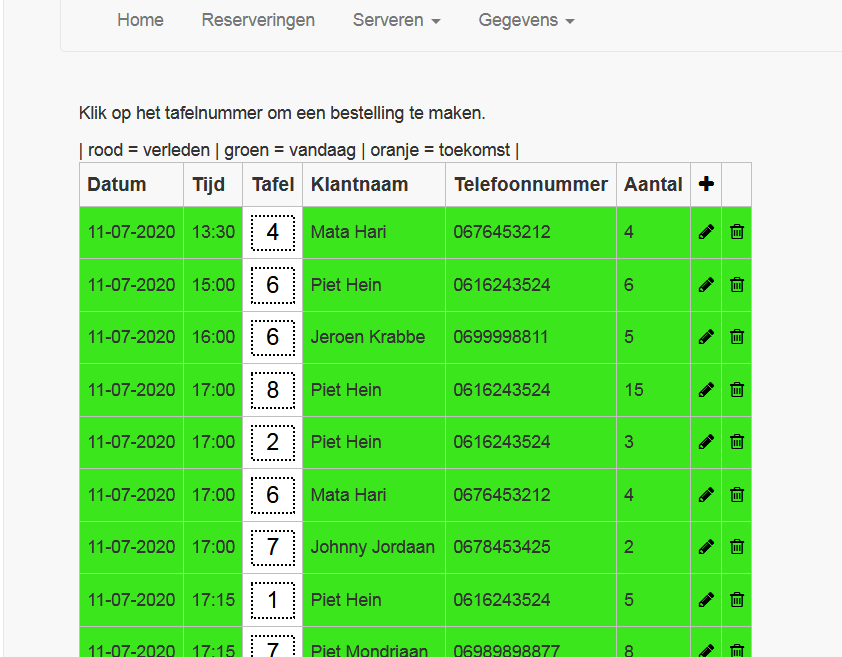 Home Reserveringen Serveren Gegevens
Klik op het tafelnummer om een bestelling te maken.
| rood = verleden | groen = vandaag | oranje = toekomst |
Datum Tijd Tafel Klantnaam Telefoonnummer Aantal
11-07-2020 13:30 4 Mata Hari 0676453212 4
11-07-2020 15:00 6 Piet Hein 0616243524 6
11-07-2020 16:00 6 Jeroen Krabbe 0699998811 5
11-07-2020 17:00 8 Piet Hein 0616243524 15
11-07-2020 17:00 2 Piet Hein 0616243524 3
11-07-2020 17:00 6 Mata Hari 0676453212 4
11-07-2020 17:00 7 Johnny Jordaan 0678453425 2
11-07-2020 17:15 1 Piet Hein 0616243524 5
11-07-2020 17:15 7 Piet Mondriaan 06989898877 8